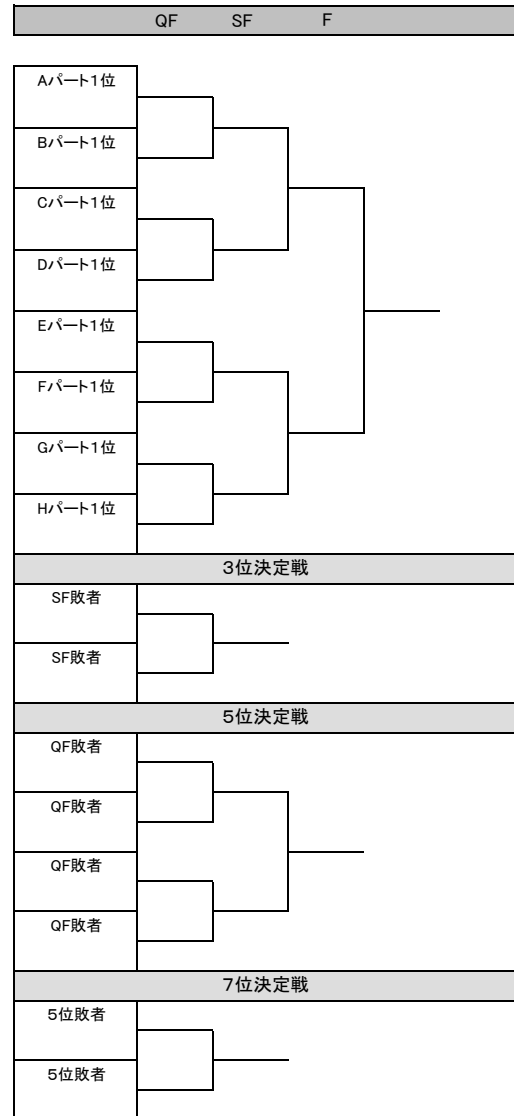 QF SF F
Aパート1位
Bパート1位
Cパート1位
Dパート1位
Eパート1位
Fパート1位
Gパート1位
Hパート1位
3位決定戦
SF敗者
SF敗者
5位決定戦
QF敗者
QF敗者
QF敗者
QF敗者
7位決定戦
5位敗者
5位敗者